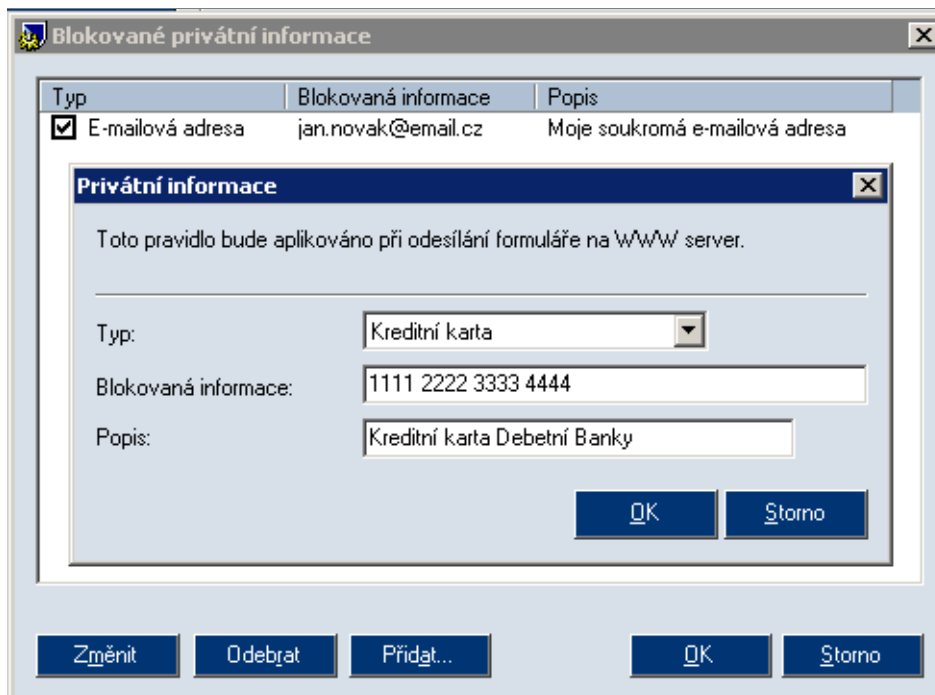 Blokované privátní informace
Typ Blokovaná informace Popis
E-mailová adresa jan.novak@email.cz Moje soukromá e-mailová adresa
Privátní informace
Toto pravidlo bude aplikováno při odesílání formuláře na WWW server.
Typ: Kreditní karta
Blokovaná informace: 1111 2222 3333 4444
Popis: Kreditní karta Debetní Banky
OK Storno
Změnit Odebrat Přidat... OK Storno